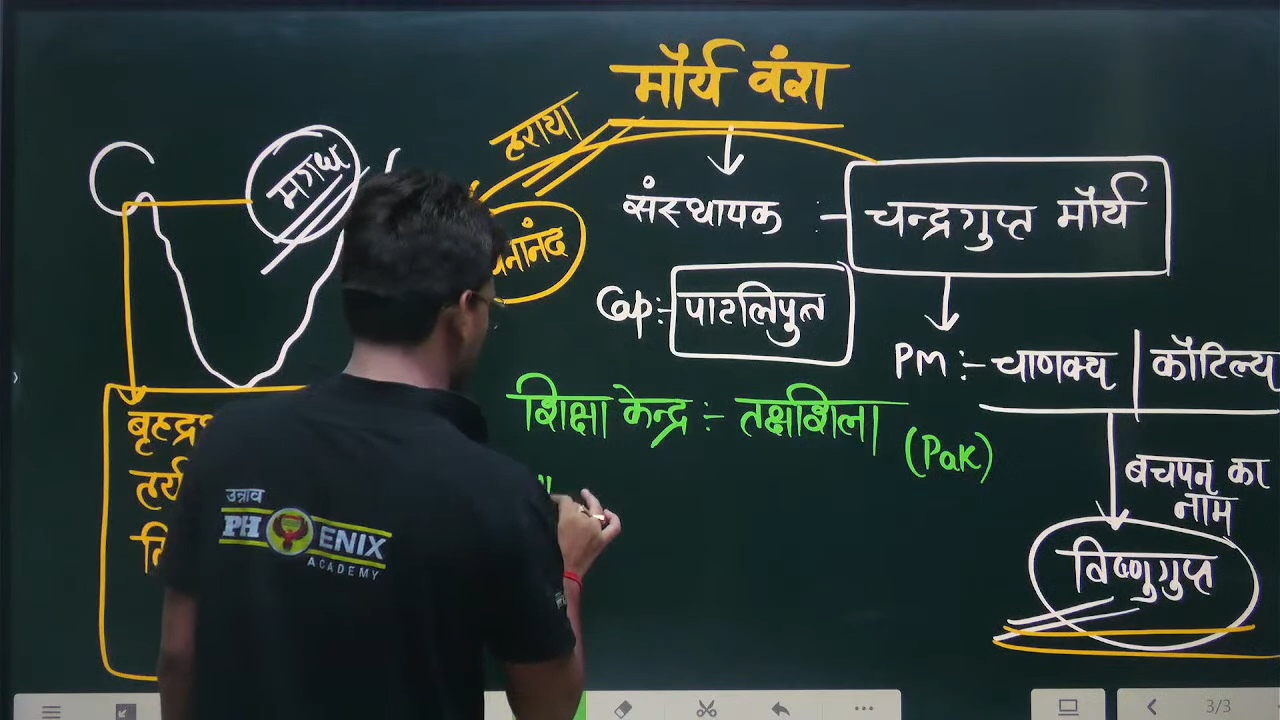 मौर्य वंश
हराया
मगध
संस्थापक :- चन्द्रगुप्त मौर्य
Cap:- पाटलिपुत्र
PM :- चाणक्य | कौटिल्य
शिक्षा केन्द्र :- तक्षशिला (Pak)
बचपन का
नाम
विष्णुगुप्त
उन्नाव
PHOENIX
ACADEMY
3/3